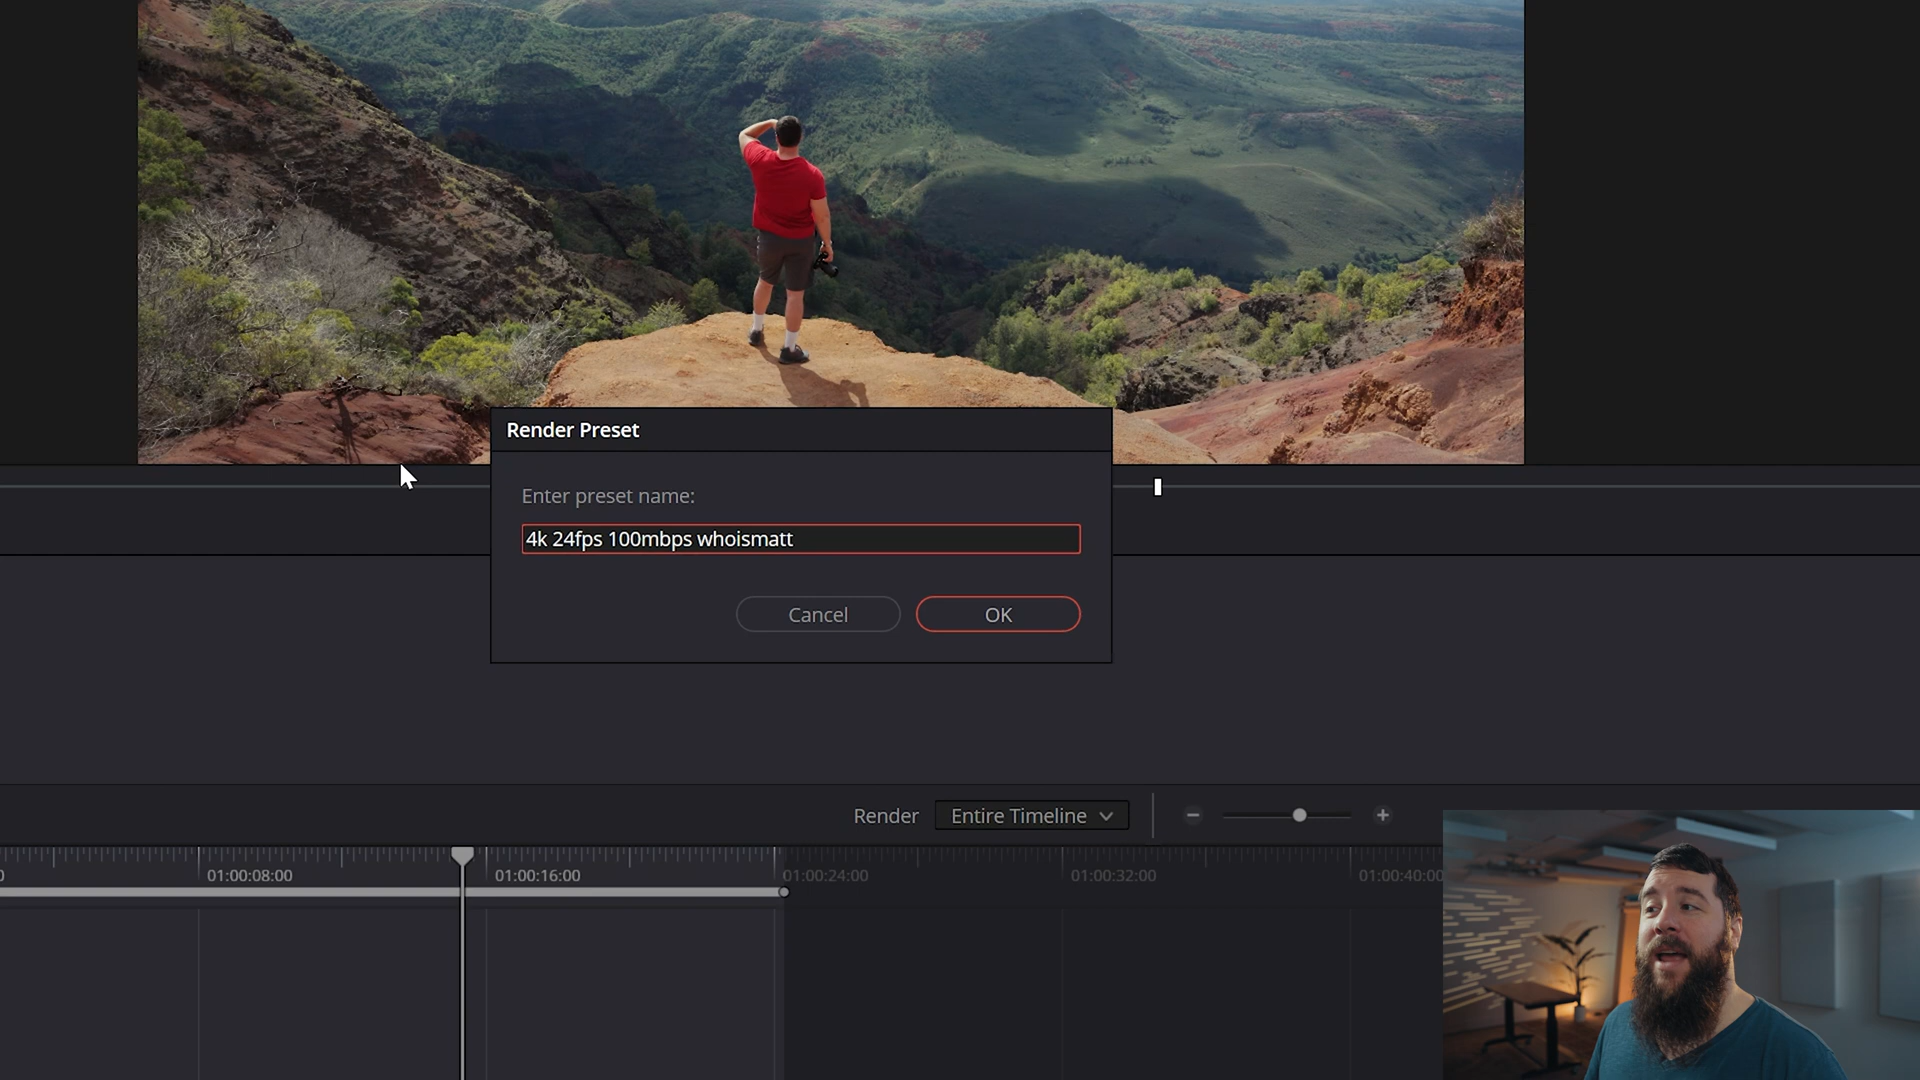 Render Preset
Enter preset name:
4k 24fps 100mbps whoismatt
Cancel
OK
Render
Entire Timeline
0
01:00:08:00
01:00:16:00
01:00:24:00
01:00:32:00
01:00:40:00